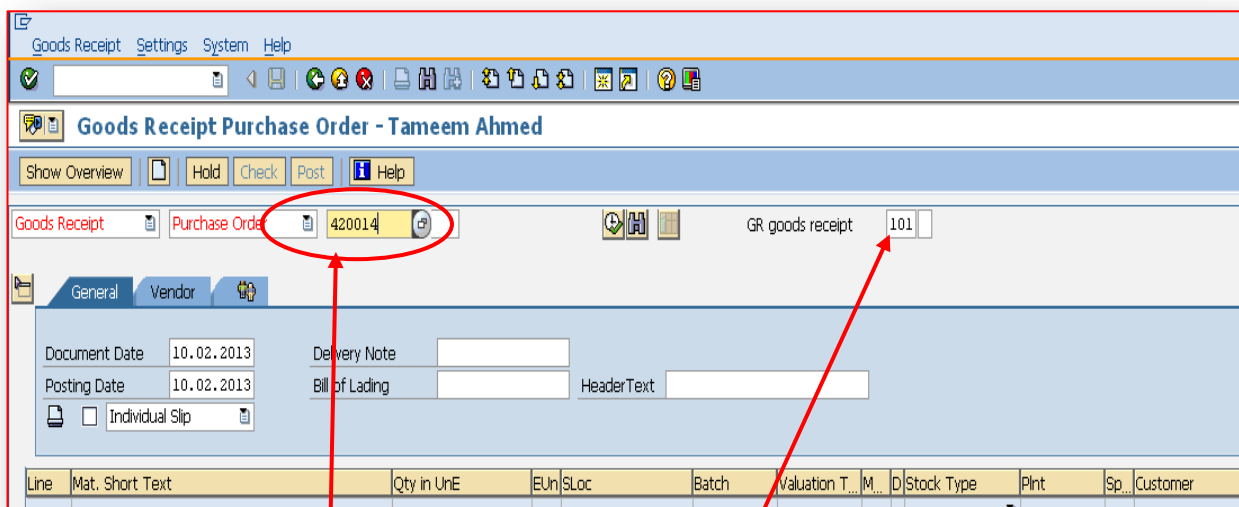 Goods Receipt Settings System Help
Goods Receipt Purchase Order - Tameem Ahmed
Show Overview Hold Check Post Help
Goods Receipt Purchase Order 420014 GR goods receipt 101
General Vendor
Document Date 10.02.2013 Delivery Note
Posting Date 10.02.2013 Bill of Lading HeaderText
Individual Slip
Line Mat. Short Text Qty in UnE EUn SLoc Batch Valuation T... M... D Stock Type Plnt Sp... Customer